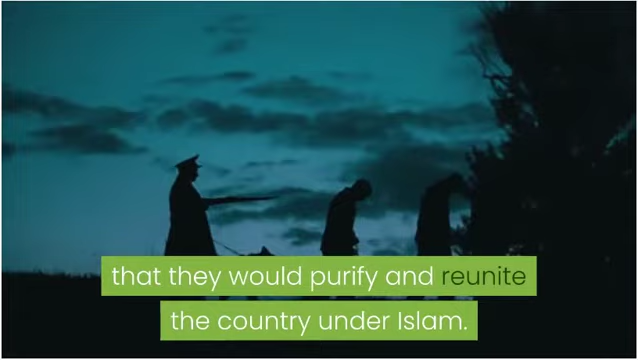 that they would purify and reunite
the country under Islam.